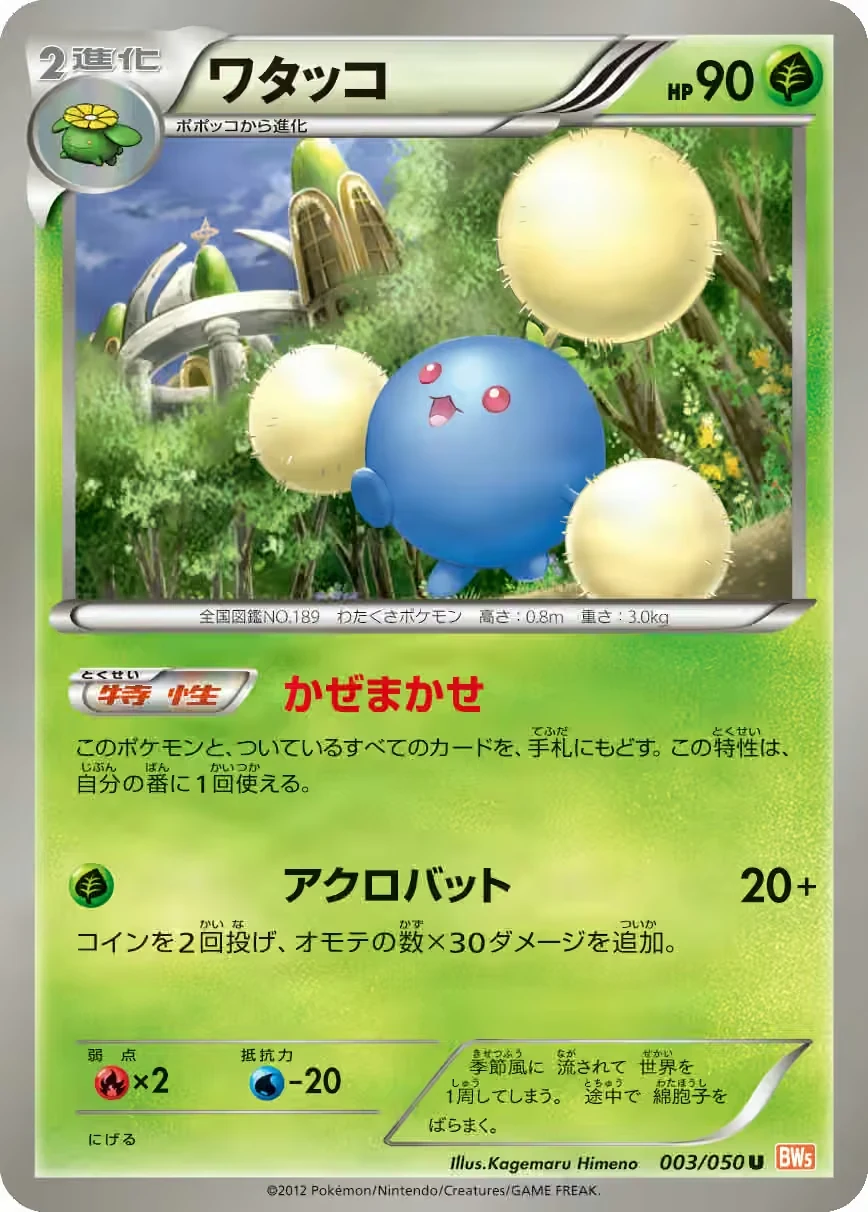 2進化
ワタッコ
HP90
ポポッコから進化
全国図鑑NO.189 わたくさポケモン 高さ：0.8m 重さ：3.0kg
とくせい
特性 かぜまかせ
てふだ とくせい
このポケモンと、ついているすべてのカードを、手札にもどす。この特性は、
じぶん ばん かいつか
自分の番に1回使える。
アクロバット 20+
かい な かず ついか
コインを2回投げ、オモテの数×30ダメージを追加。
弱点 抵抗力
×2 -20
にげる
きせつふう なが せかい
季節風に 流されて 世界を
しゅう とちゅう わたほうし
1周してしまう。 途中で 綿胞子を
ばらまく。
Illus.Kagemaru Himeno 003/050 U BW5
©2012 Pokémon/Nintendo/Creatures/GAME FREAK.